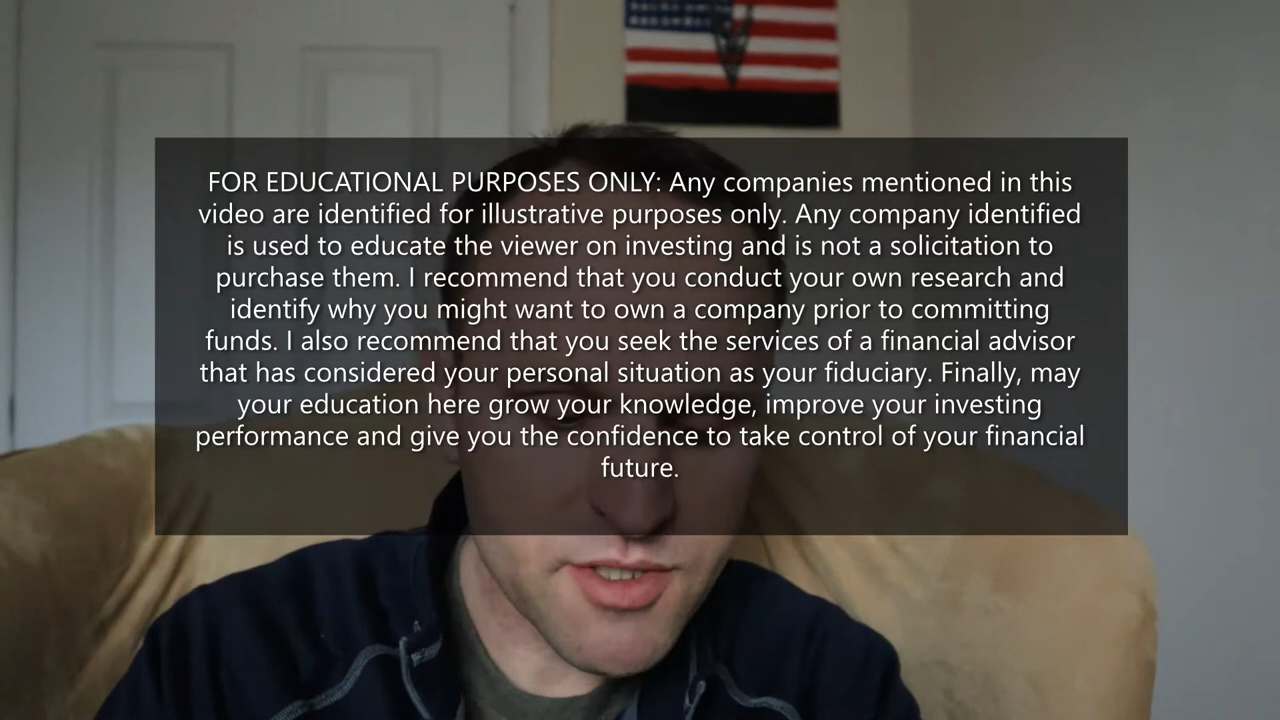 FOR EDUCATIONAL PURPOSES ONLY: Any companies mentioned in this
video are identified for illustrative purposes only. Any company identified
is used to educate the viewer on investing and is not a solicitation to
purchase them. I recommend that you conduct your own research and
identify why you might want to own a company prior to committing
funds. I also recommend that you seek the services of a financial advisor
that has considered your personal situation as your fiduciary. Finally, may
your education here grow your knowledge, improve your investing
performance and give you the confidence to take control of your financial
future.